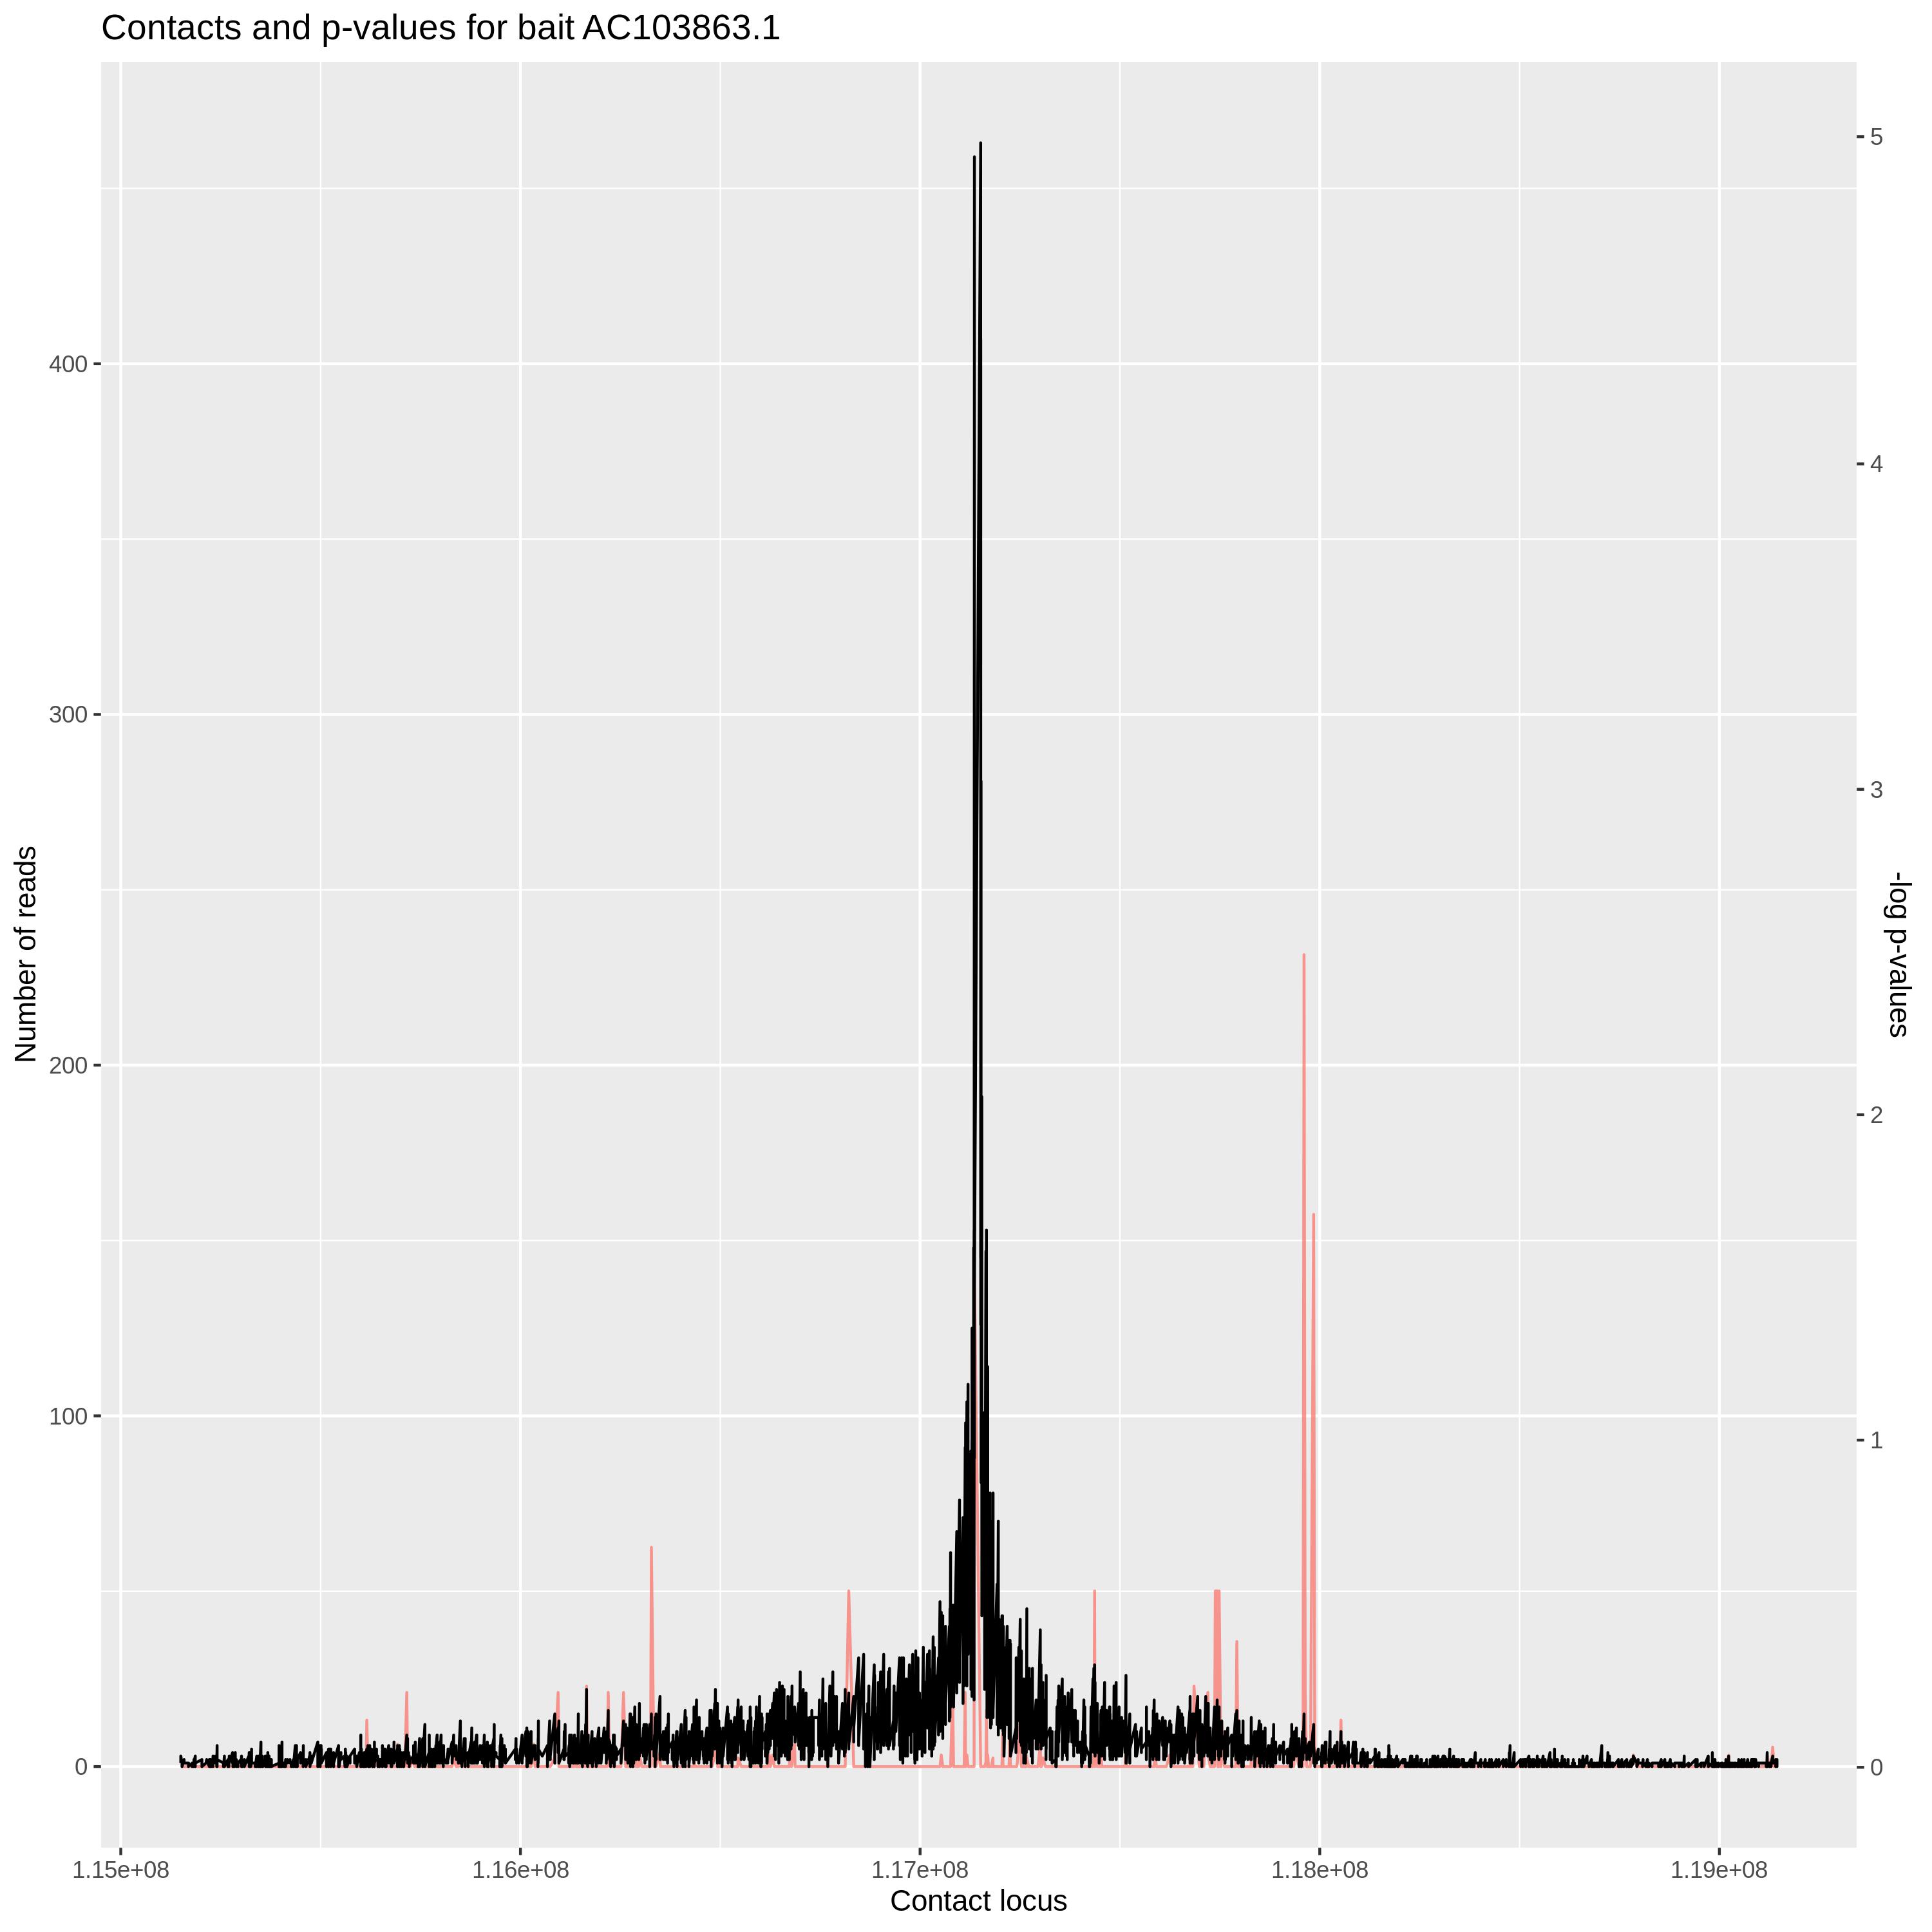 Contacts and p-values for bait AC103863.1
Number of reads
400
300
200
100
0
5
4
3
2
1
0
-log p-values
1.15e+08 1.16e+08 1.17e+08 1.18e+08 1.19e+08
Contact locus